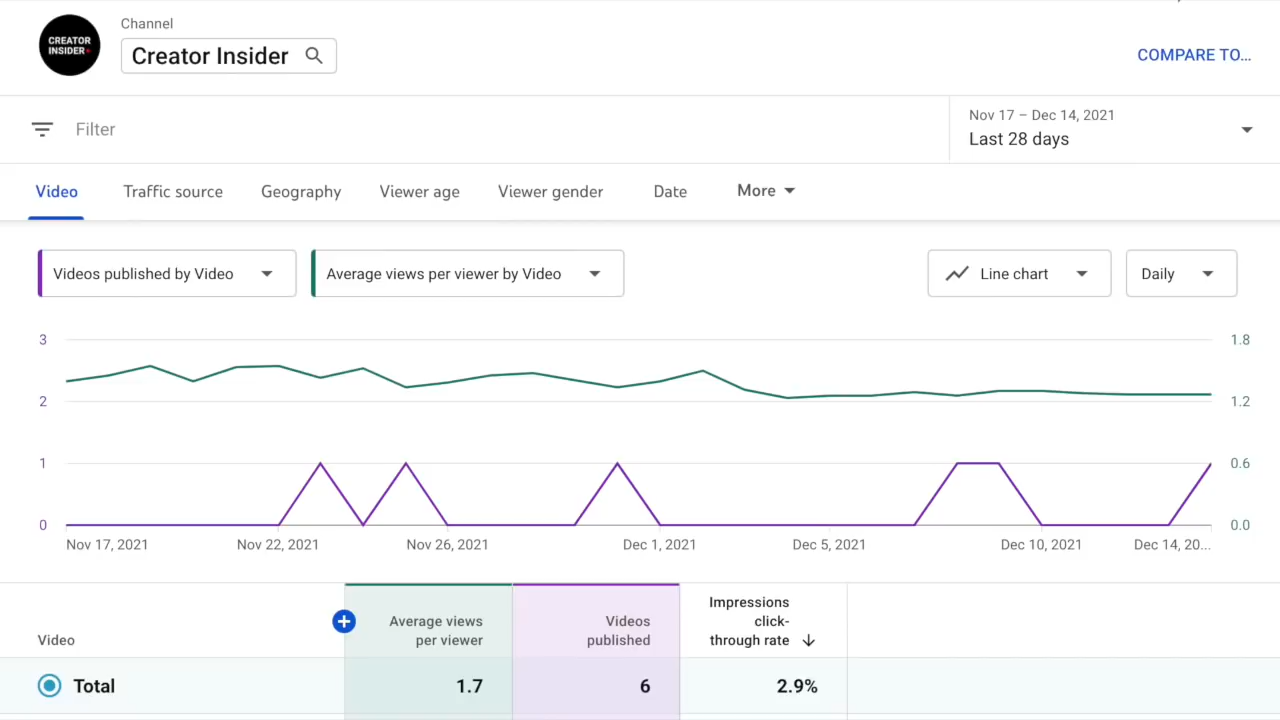 CREATOR
INSIDER
Channel
Creator Insider
COMPARE TO...
Filter
Nov 17 – Dec 14, 2021
Last 28 days
Video Traffic source Geography Viewer age Viewer gender Date More
Videos published by Video Average views per viewer by Video Line chart Daily
3 1.8
2 1.2
1 0.6
0 0.0
Nov 17, 2021 Nov 22, 2021 Nov 26, 2021 Dec 1, 2021 Dec 5, 2021 Dec 10, 2021 Dec 14, 20...
Video
Average views
per viewer
Videos
published
Impressions
click-
through rate
Total 1.7 6 2.9%